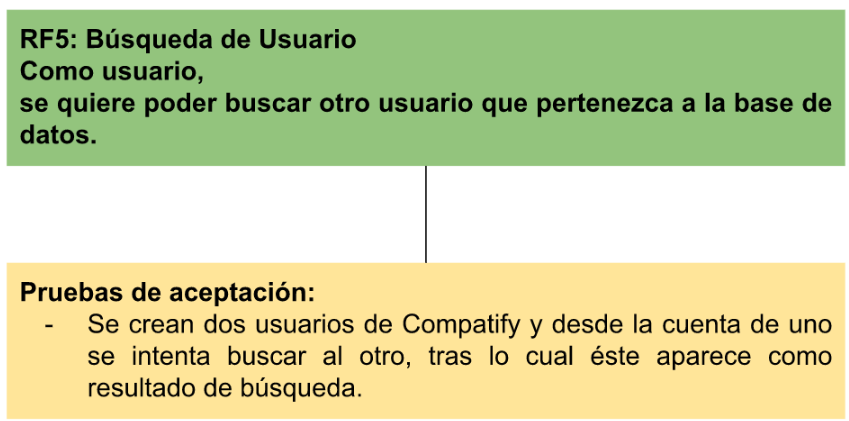 RF5: Búsqueda de Usuario
Como usuario,
se quiere poder buscar otro usuario que pertenezca a la base de
datos.
Pruebas de aceptación:
- Se crean dos usuarios de Compatify y desde la cuenta de uno
se intenta buscar al otro, tras lo cual éste aparece como
resultado de búsqueda.